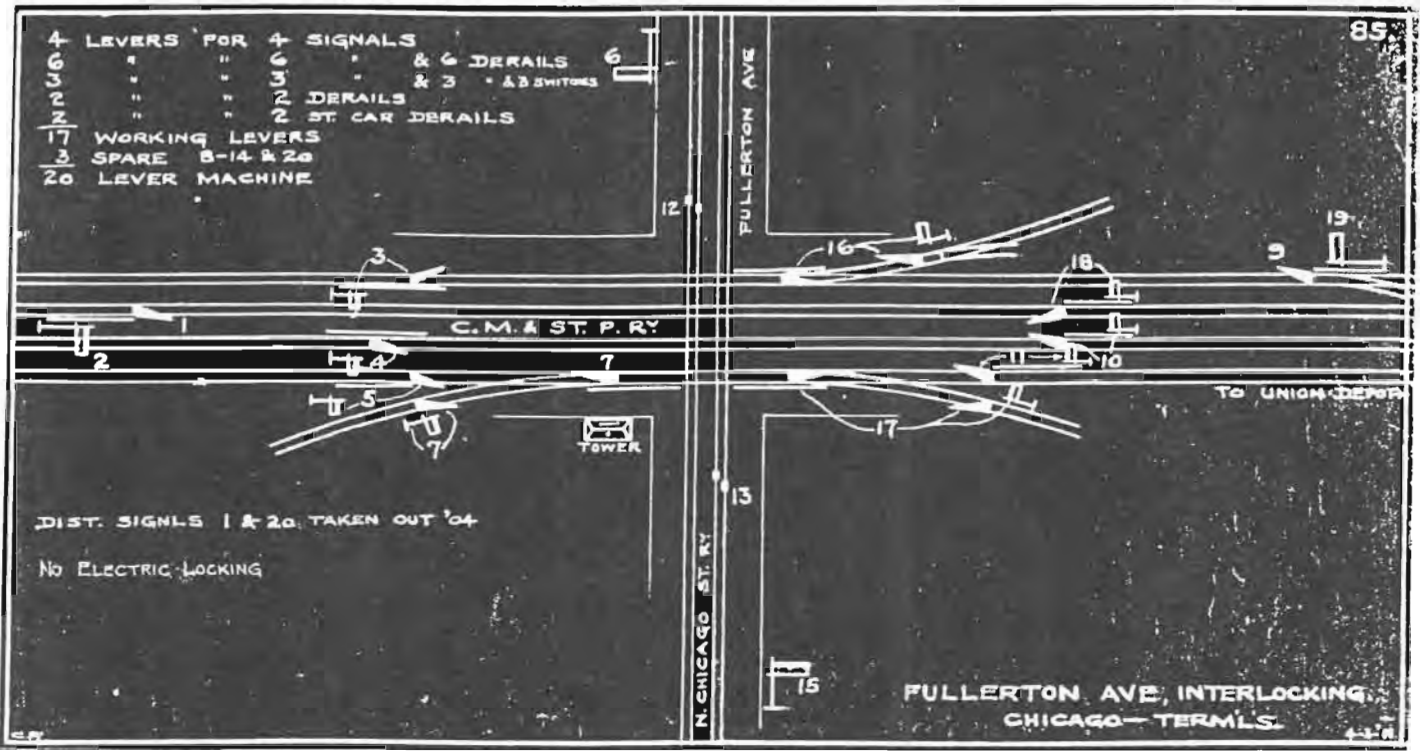 85
4 LEVERS FOR 4 SIGNALS
6 " " 6 " & 6 DERAILS
3 " " 3 " & 3 " & 3 SWITCHES
2 " " 2 DERAILS
2 " " 2 ST. CAR DERAILS
17 WORKING LEVERS
3 SPARE 8-14 & 20
20 LEVER MACHINE
6
FULLERTON AVE
12
19
3
16
18
9
1
C. M. & ST. P. RY
2
4
7
11
10
5
TO UNION DEPOT
7
17
TOWER
13
DIST. SIGNLS 1 & 20 TAKEN OUT '04
NO ELECTRIC LOCKING
N. CHICAGO ST. RY
15
FULLERTON AVE, INTERLOCKING
CHICAGO - TERMLS.